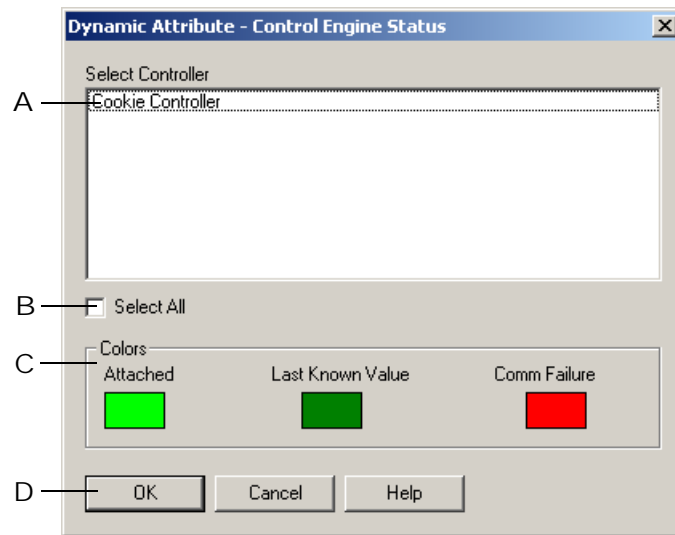 Dynamic Attribute - Control Engine Status
Select Controller
A
Cookie Controller
B
Select All
C
Colors
Attached Last Known Value Comm Failure
D
OK Cancel Help